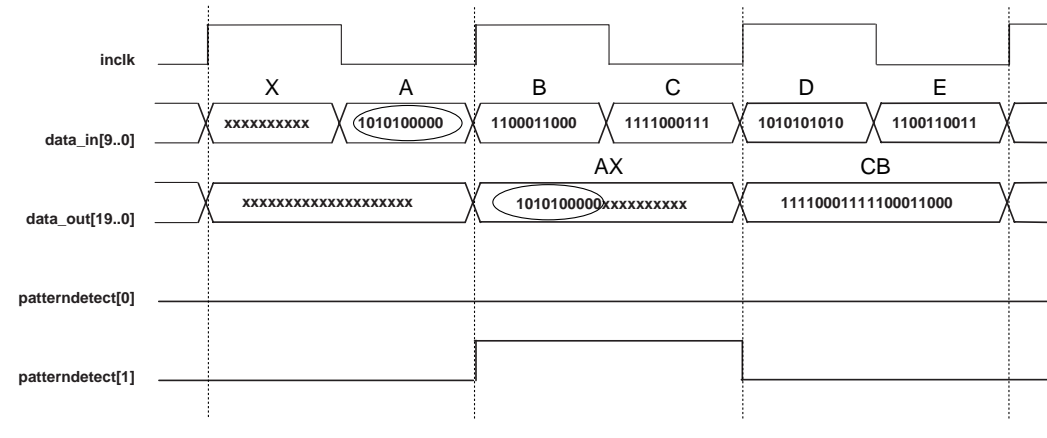 inclk
X A B C D E
data_in[9..0] xxxxxxxxxx 1010100000 1100011000 1111000111 1010101010 1100110011
AX CB
data_out[19..0] xxxxxxxxxxxxxxxxxxxx 1010100000xxxxxxxxxx 11110001111100011000
patterndetect[0]
patterndetect[1]